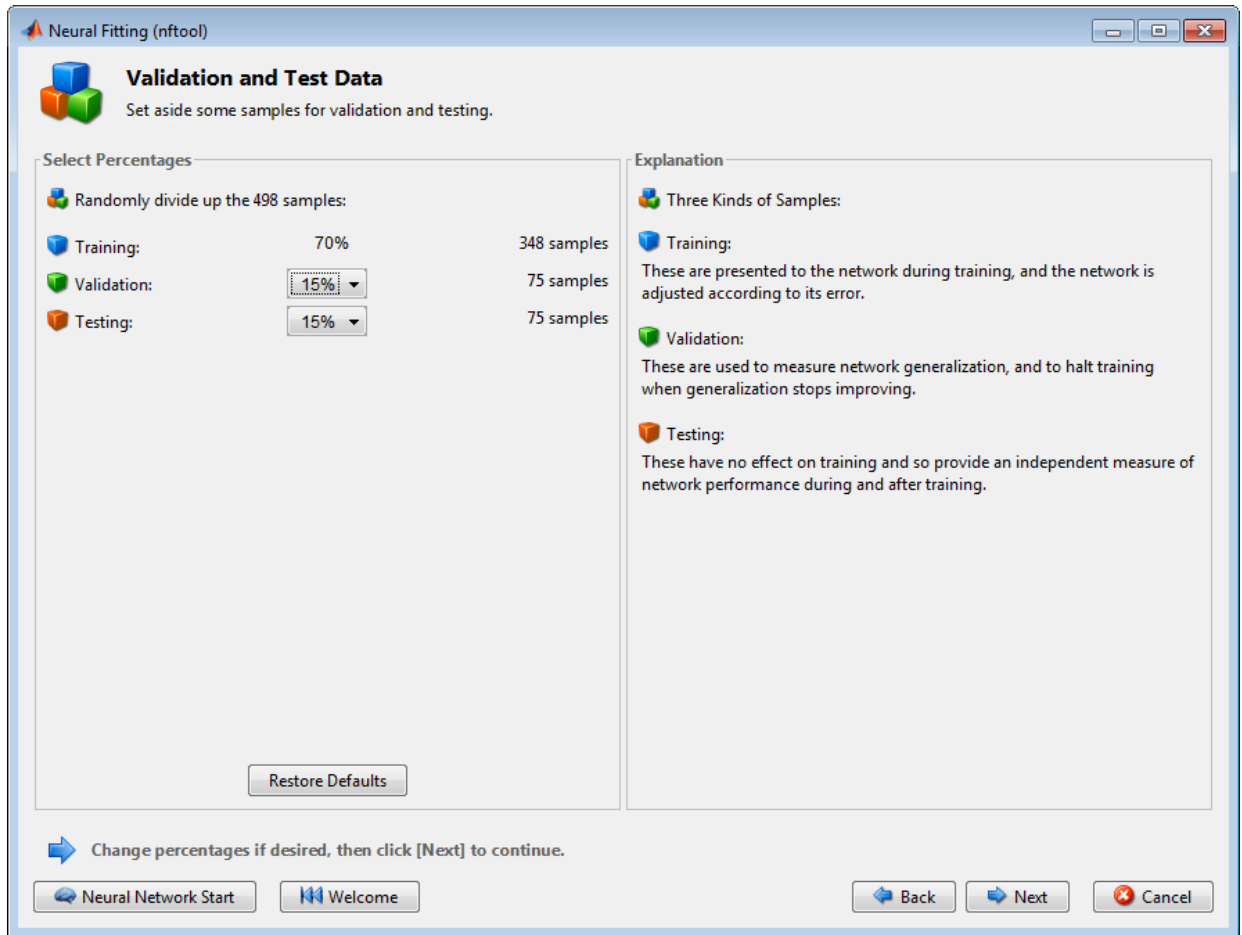 Neural Fitting (nftool)
Validation and Test Data
Set aside some samples for validation and testing.
Select Percentages
Randomly divide up the 498 samples:
Training: 70% 348 samples
Validation: 15% 75 samples
Testing: 15% 75 samples
Restore Defaults
Explanation
Three Kinds of Samples:
Training:
These are presented to the network during training, and the network is
adjusted according to its error.
Validation:
These are used to measure network generalization, and to halt training
when generalization stops improving.
Testing:
These have no effect on training and so provide an independent measure of
network performance during and after training.
Change percentages if desired, then click [Next] to continue.
Neural Network Start Welcome Back Next Cancel